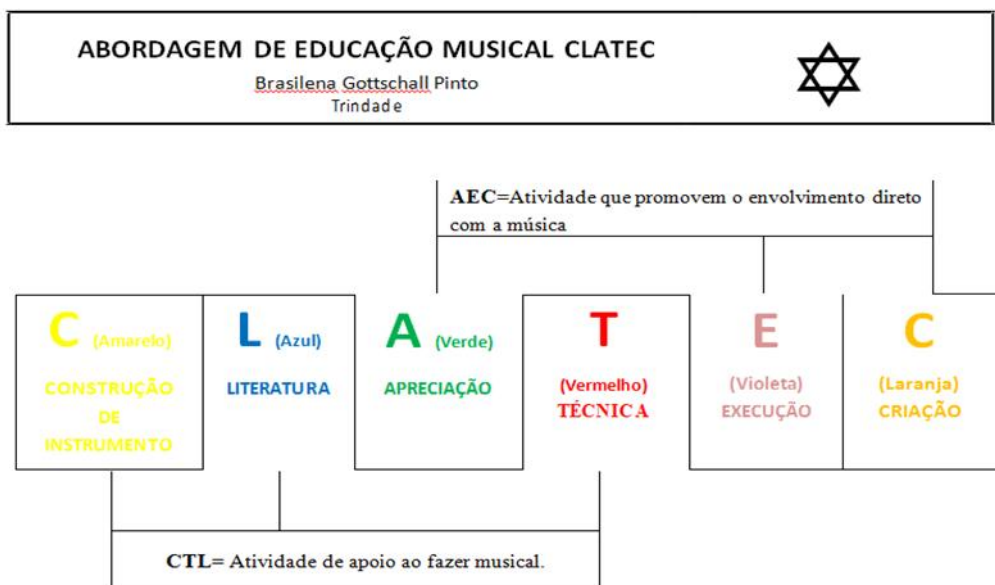 ABORDAGEM DE EDUCAÇÃO MUSICAL CLATEC
Brasilena Gottschall Pinto
Trindade
AEC=Atividade que promovem o envolvimento direto
com a música
C (Amarelo)
CONSTRUÇÃO
DE
INSTRUMENTO
L (Azul)
LITERATURA
A (Verde)
APRECIAÇÃO
T
(Vermelho)
TÉCNICA
E
(Violeta)
EXECUÇÃO
C
(Laranja)
CRIAÇÃO
CTL= Atividade de apoio ao fazer musical.